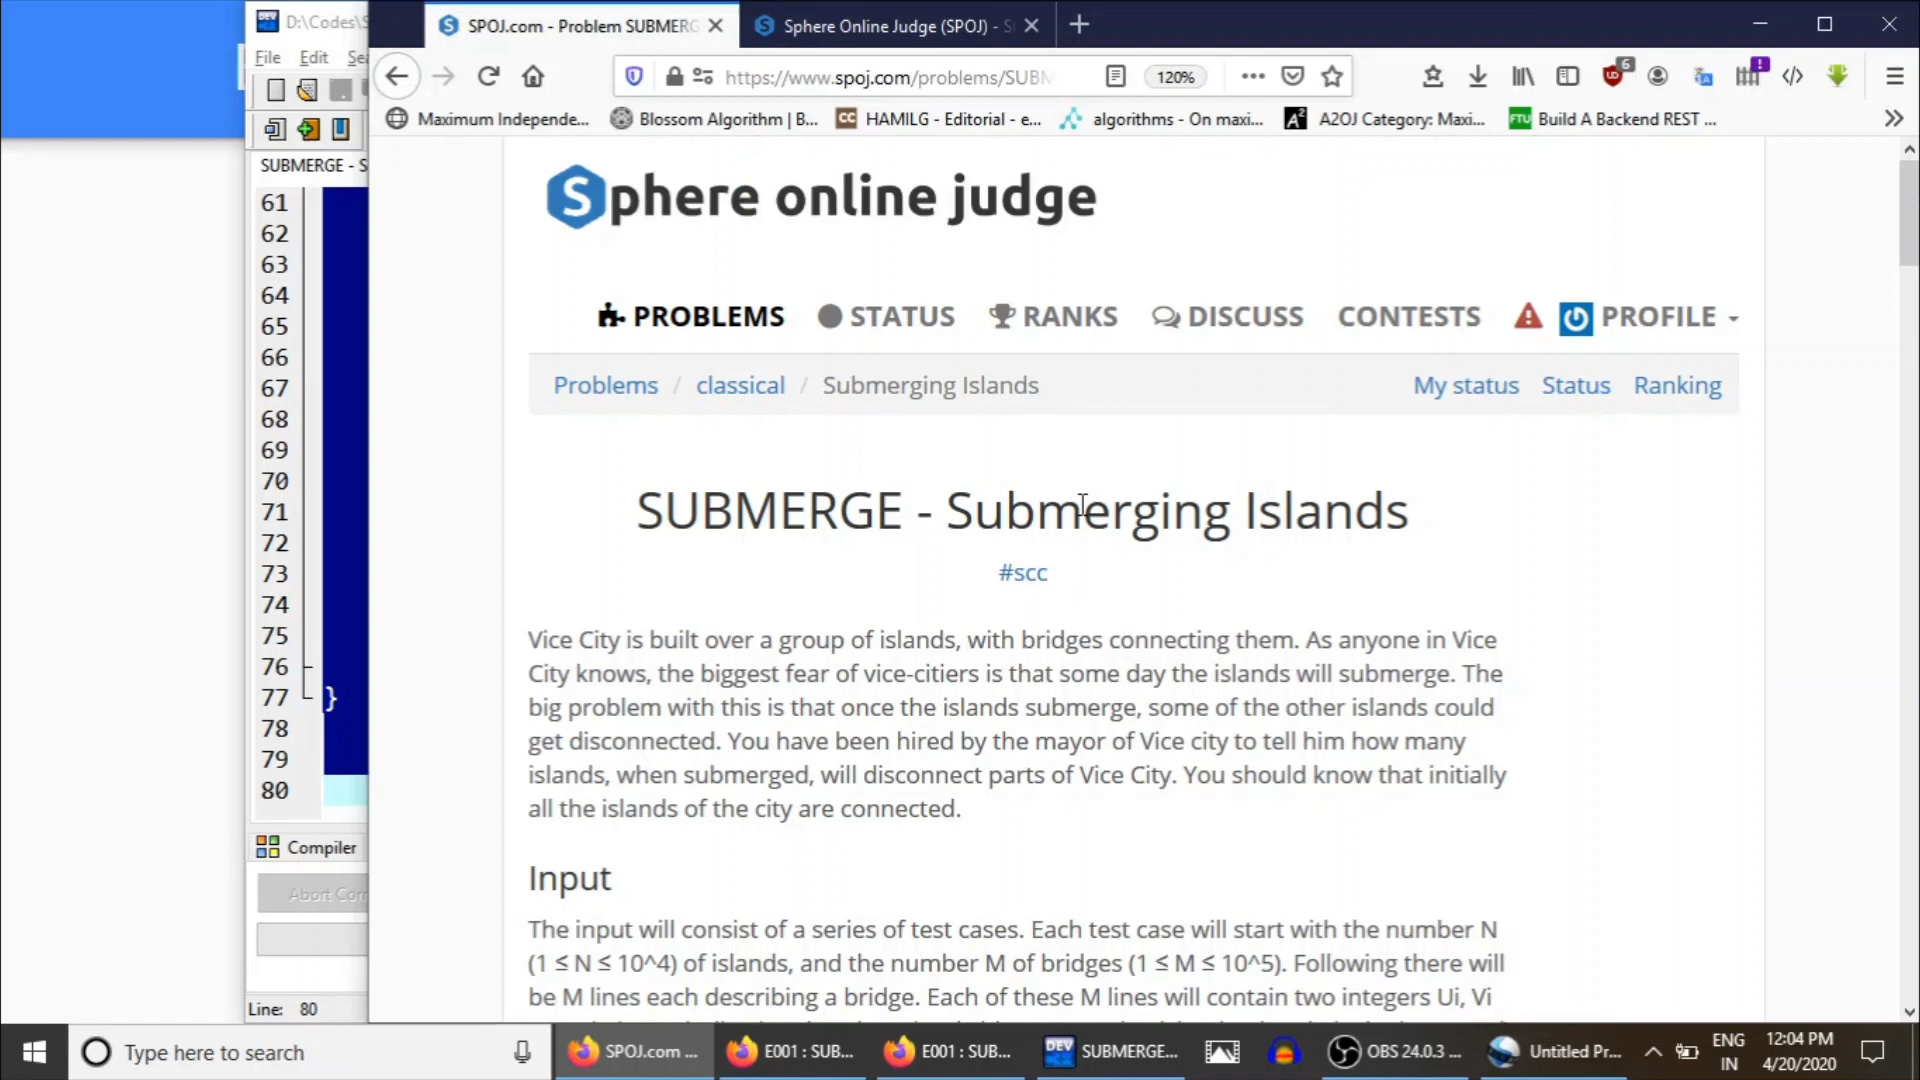 DEV D:\Codes\S
SPOJ.com - Problem SUBMERG
Sphere Online Judge (SPOJ) - S
File Edit Sea
https://www.spoj.com/problems/SUBM
120%
6
Maximum Independe...
Blossom Algorithm | B...
CC HAMILG - Editorial - e...
algorithms - On maxi...
A² A2OJ Category: Maxi...
FTU Build A Backend REST ...
SUBMERGE - S
61
62
63
64
65
66
67
68
69
70
71
72
73
74
75
76
77 }
78
79
80
Compiler
Abort Com
Line: 80
Sphere online judge
PROBLEMS STATUS RANKS DISCUSS CONTESTS PROFILE
Problems / classical / Submerging Islands My status Status Ranking
SUBMERGE - Submerging Islands
#scc
Vice City is built over a group of islands, with bridges connecting them. As anyone in Vice
City knows, the biggest fear of vice-citiers is that some day the islands will submerge. The
big problem with this is that once the islands submerge, some of the other islands could
get disconnected. You have been hired by the mayor of Vice city to tell him how many
islands, when submerged, will disconnect parts of Vice City. You should know that initially
all the islands of the city are connected.
Input
The input will consist of a series of test cases. Each test case will start with the number N
(1 ≤ N ≤ 10^4) of islands, and the number M of bridges (1 ≤ M ≤ 10^5). Following there will
be M lines each describing a bridge. Each of these M lines will contain two integers Ui, Vi
Type here to search
SPOJ.com ...
E001 : SUB...
E001 : SUB...
DEV SUBMERGE...
OBS 24.0.3 ...
Untitled Pr...
ENG
IN
12:04 PM
4/20/2020